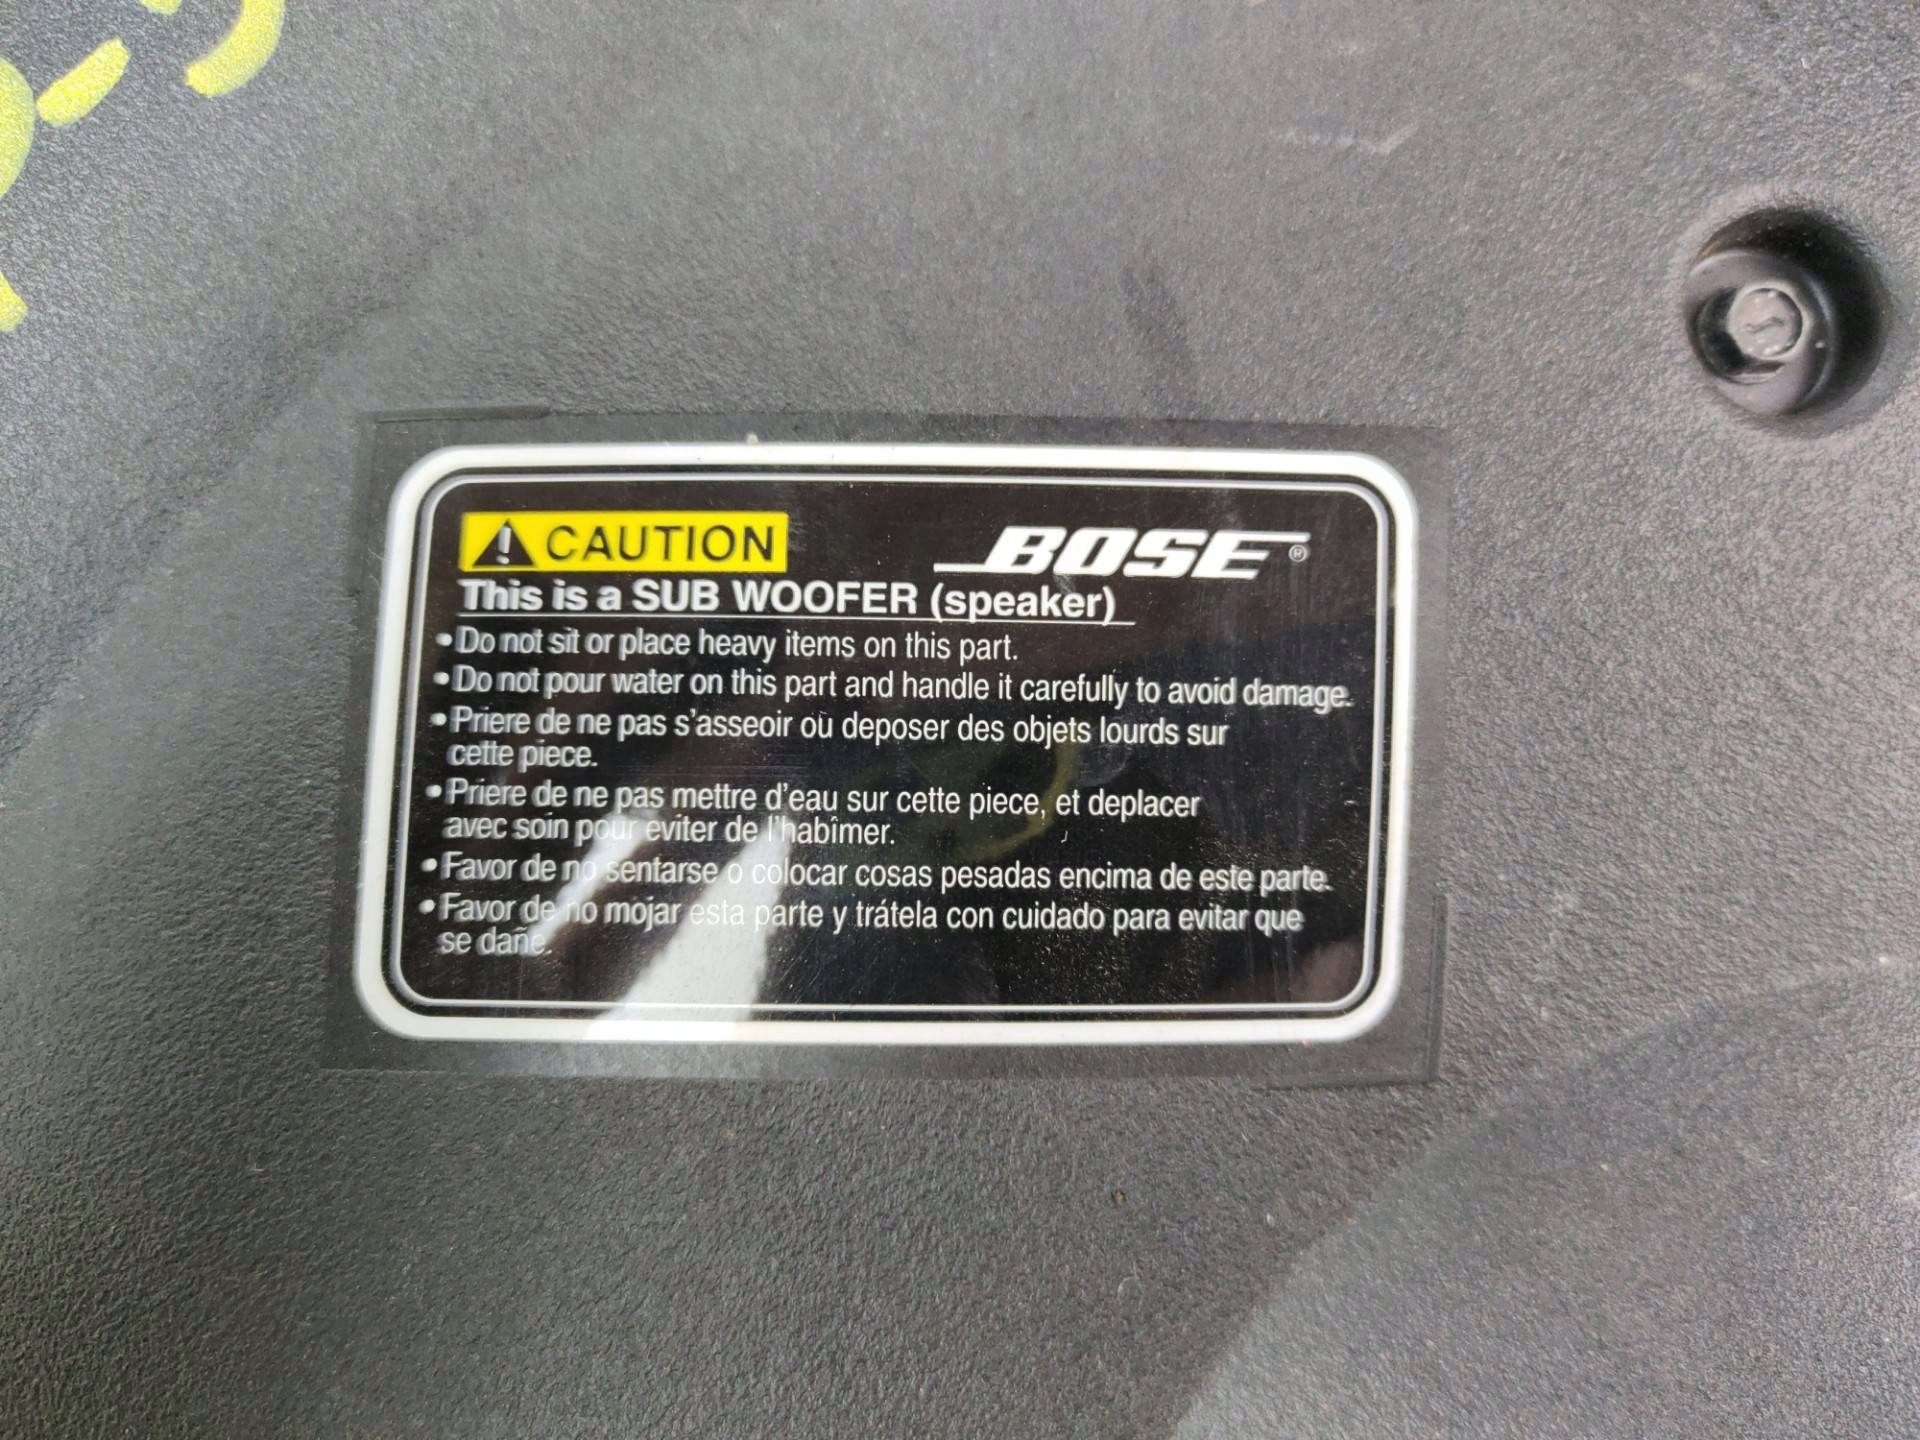 CAUTION BOSE®
This is a SUB WOOFER (speaker)
•Do not sit or place heavy items on this part.
•Do not pour water on this part and handle it carefully to avoid damage.
•Priere de ne pas s'asseoir où deposer des objets lourds sur
cette piece.
•Priere de ne pas mettre d'eau sur cette piece, et deplacer
avec soin pour eviter de l'habîmer.
•Favor de no sentarse o colocar cosas pesadas encima de este parte.
•Favor de no mojar esta parte y trátela con cuidado para evitar que
se dañe.